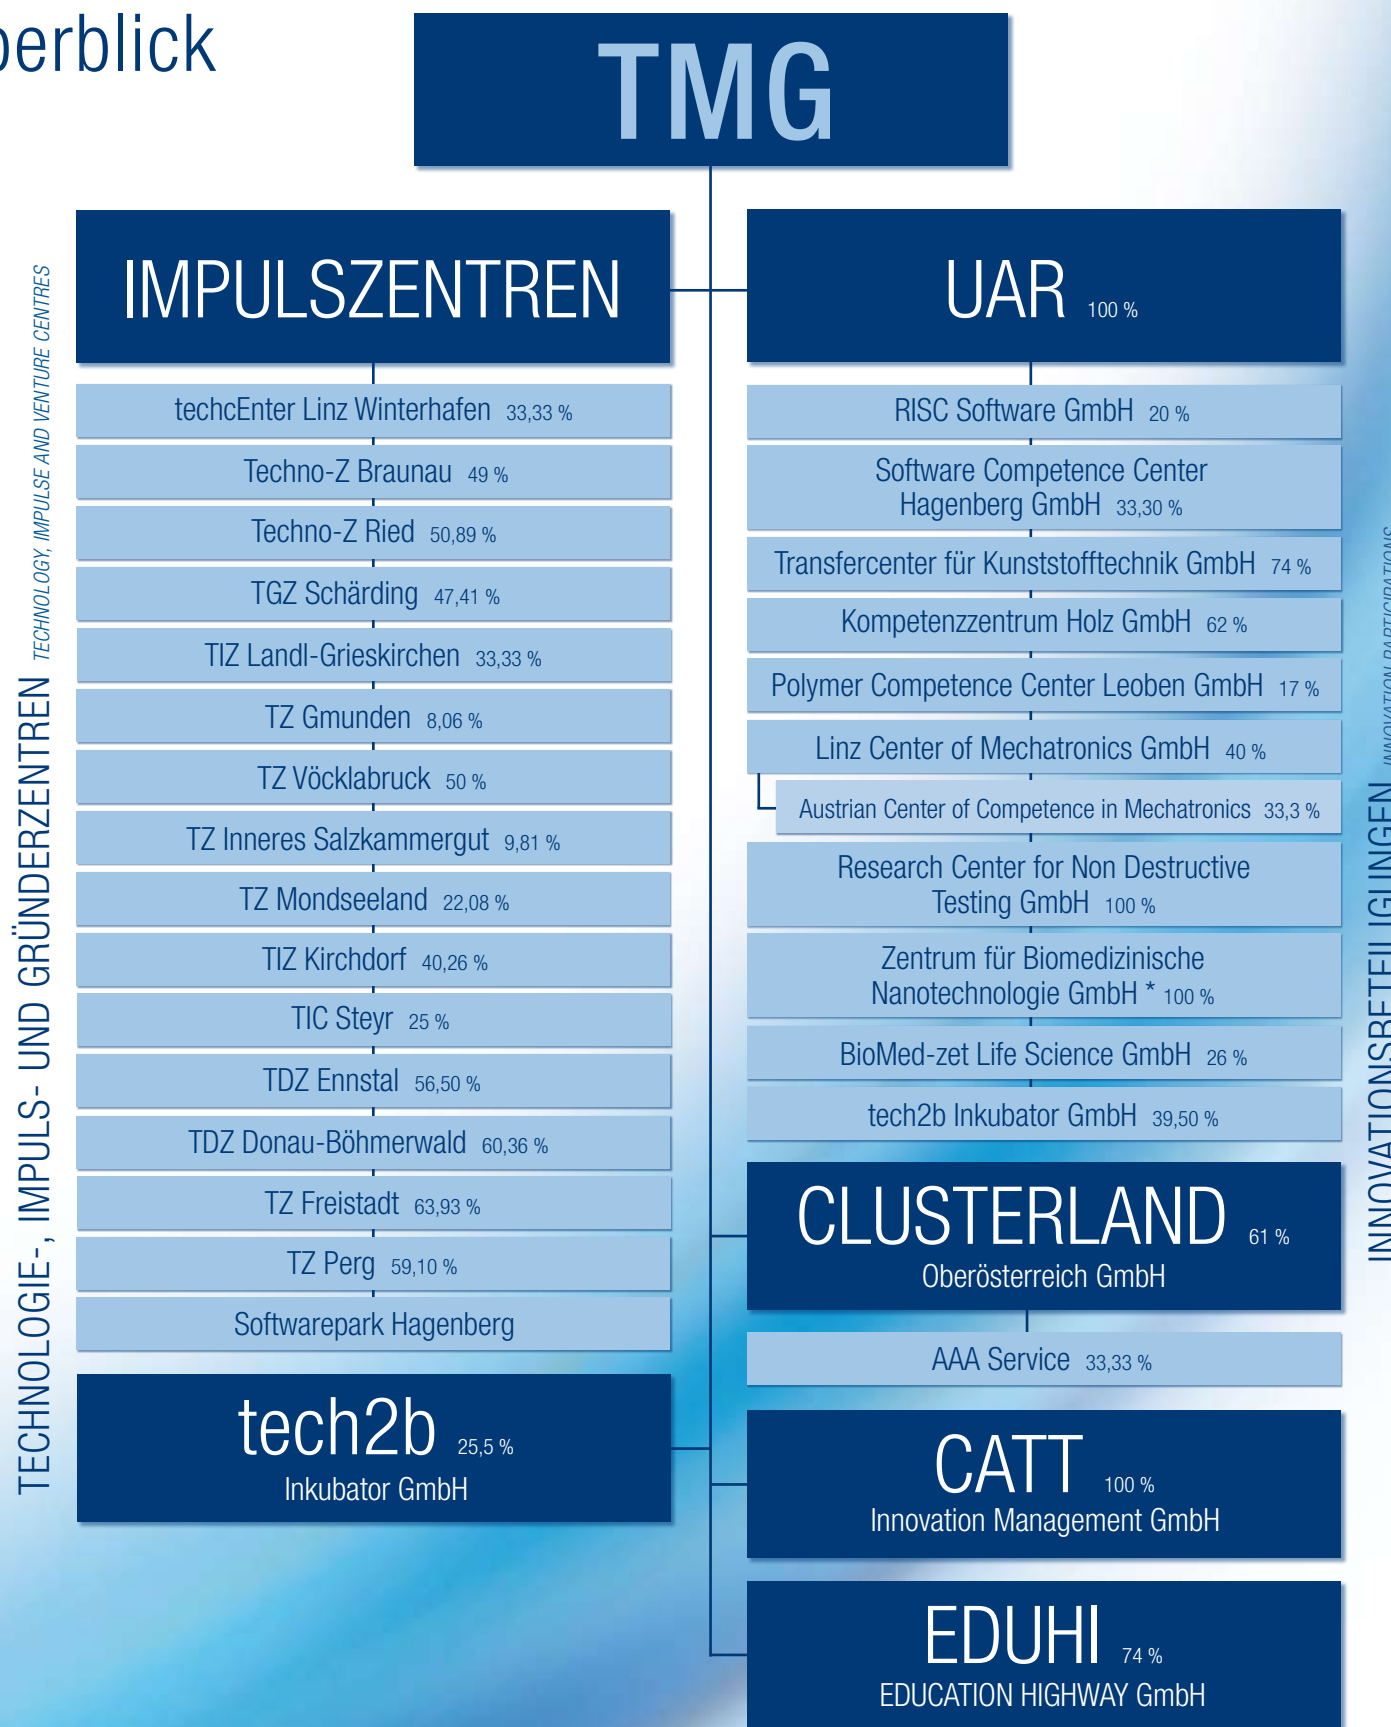 berblick
TMG
TECHNOLOGIE-, IMPULS- UND GRÜNDERZENTREN TECHNOLOGY, IMPULSE AND VENTURE CENTRES
IMPULSZENTREN
techcEnter Linz Winterhafen 33,33 %
Techno-Z Braunau 49 %
Techno-Z Ried 50,89 %
TGZ Schärding 47,41 %
TIZ Landl-Grieskirchen 33,33 %
TZ Gmunden 8,06 %
TZ Vöcklabruck 50 %
TZ Inneres Salzkammergut 9,81 %
TZ Mondseeland 22,08 %
TIZ Kirchdorf 40,26 %
TIC Steyr 25 %
TDZ Ennstal 56,50 %
TDZ Donau-Böhmerwald 60,36 %
TZ Freistadt 63,93 %
TZ Perg 59,10 %
Softwarepark Hagenberg
tech2b 25,5 %
Inkubator GmbH
UAR 100 %
RISC Software GmbH 20 %
Software Competence Center
Hagenberg GmbH 33,30 %
Transfercenter für Kunststofftechnik GmbH 74 %
Kompetenzzentrum Holz GmbH 62 %
Polymer Competence Center Leoben GmbH 17 %
Linz Center of Mechatronics GmbH 40 %
Austrian Center of Competence in Mechatronics 33,3 %
Research Center for Non Destructive
Testing GmbH 100 %
Zentrum für Biomedizinische
Nanotechnologie GmbH * 100 %
BioMed-zet Life Science GmbH 26 %
tech2b Inkubator GmbH 39,50 %
CLUSTERLAND 61 %
Oberösterreich GmbH
AAA Service 33,33 %
CATT 100 %
Innovation Management GmbH
EDUHI 74 %
EDUCATION HIGHWAY GmbH
INNOVATIONSBETEILIGUNGEN INNOVATION PARTICIPATIONS